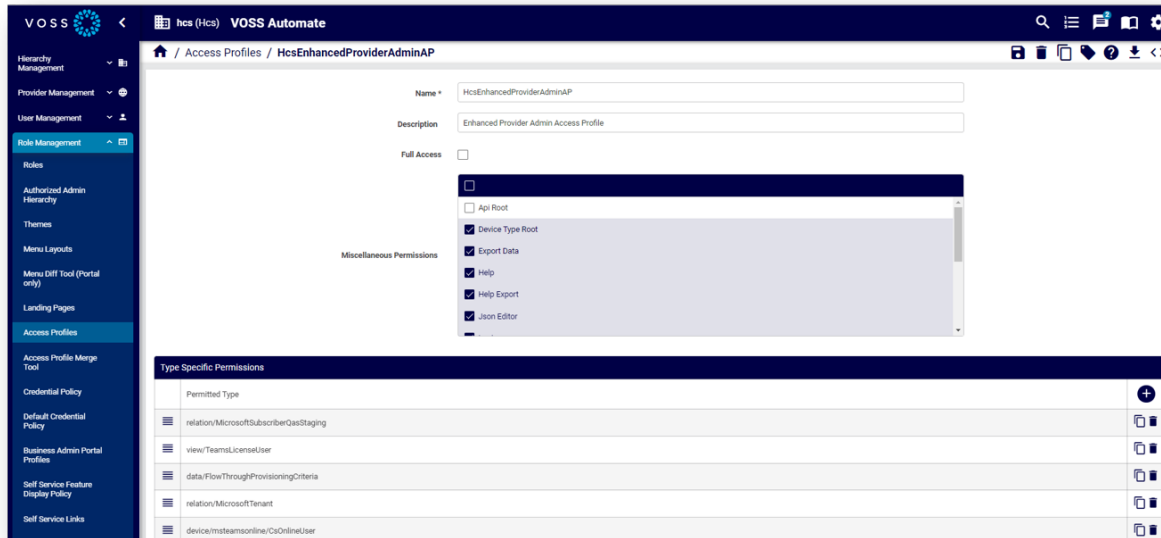 VOSS
hcs (Hcs) VOSS Automate
2
/ Access Profiles / HcsEnhancedProviderAdminAP
Hierarchy
Management
Provider Management
User Management
Role Management
Roles
Authorized Admin
Hierarchy
Themes
Menu Layouts
Menu Diff Tool (Portal
only)
Landing Pages
Access Profiles
Access Profile Merge
Tool
Credential Policy
Default Credential
Policy
Business Admin Portal
Profiles
Self Service Feature
Display Policy
Self Service Links
Name * HcsEnhancedProviderAdminAP
Description Enhanced Provider Admin Access Profile
Full Access
Miscellaneous Permissions
Api Root
Device Type Root
Export Data
Help
Help Export
Json Editor
Type Specific Permissions
Permitted Type
relation/MicrosoftSubscriberQasStaging
view/TeamsLicenseUser
data/FlowThroughProvisioningCriteria
relation/MicrosoftTenant
device/msteamsonline/CsOnlineUser